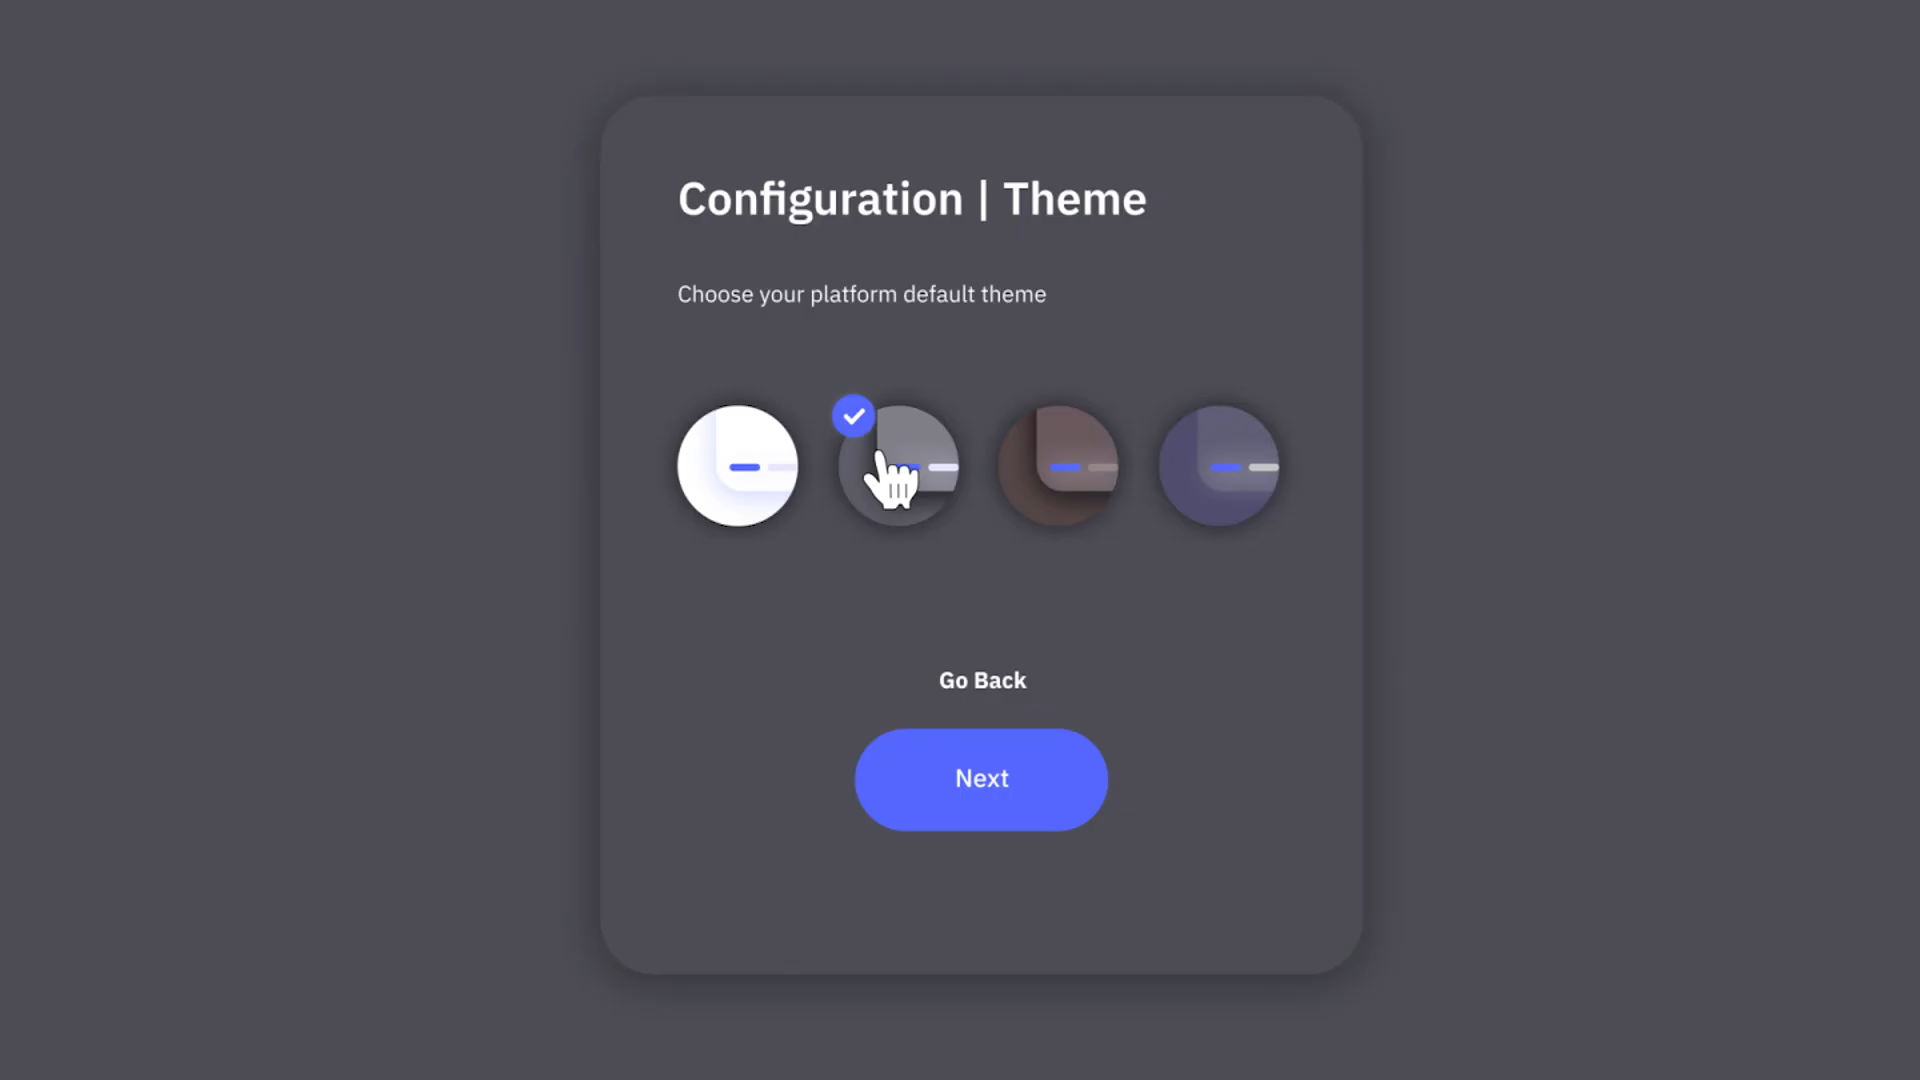 Configuration | Theme
Choose your platform default theme
Go Back
Next